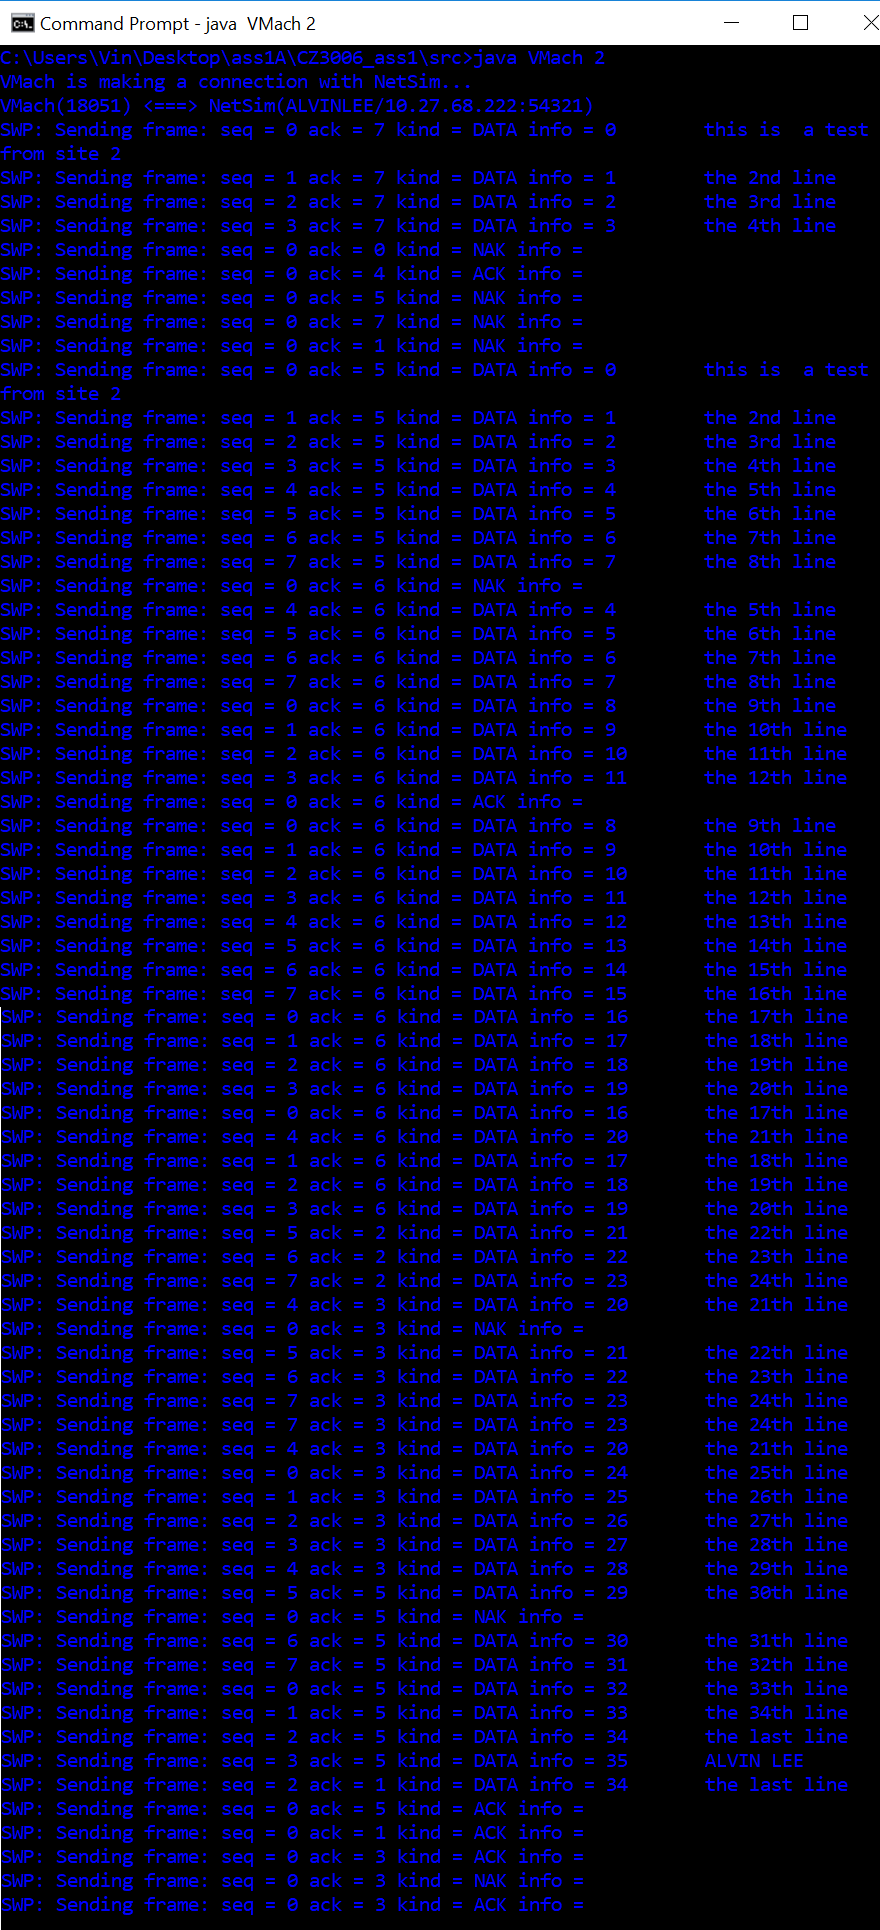 Command Prompt - java  VMach 2
C:\Users\Vin\Desktop\ass1A\CZ3006_ass1\src>java VMach 2
VMach is making a connection with NetSim...
VMach(18051) <===> NetSim(ALVINLEE/10.27.68.222:54321)
SWP: Sending frame: seq = 0 ack = 7 kind = DATA info = 0        this is  a test
from site 2
SWP: Sending frame: seq = 1 ack = 7 kind = DATA info = 1        the 2nd line
SWP: Sending frame: seq = 2 ack = 7 kind = DATA info = 2        the 3rd line
SWP: Sending frame: seq = 3 ack = 7 kind = DATA info = 3        the 4th line
SWP: Sending frame: seq = 0 ack = 0 kind = NAK info =
SWP: Sending frame: seq = 0 ack = 4 kind = ACK info =
SWP: Sending frame: seq = 0 ack = 5 kind = NAK info =
SWP: Sending frame: seq = 0 ack = 7 kind = NAK info =
SWP: Sending frame: seq = 0 ack = 1 kind = NAK info =
SWP: Sending frame: seq = 0 ack = 5 kind = DATA info = 0        this is  a test
from site 2
SWP: Sending frame: seq = 1 ack = 5 kind = DATA info = 1        the 2nd line
SWP: Sending frame: seq = 2 ack = 5 kind = DATA info = 2        the 3rd line
SWP: Sending frame: seq = 3 ack = 5 kind = DATA info = 3        the 4th line
SWP: Sending frame: seq = 4 ack = 5 kind = DATA info = 4        the 5th line
SWP: Sending frame: seq = 5 ack = 5 kind = DATA info = 5        the 6th line
SWP: Sending frame: seq = 6 ack = 5 kind = DATA info = 6        the 7th line
SWP: Sending frame: seq = 7 ack = 5 kind = DATA info = 7        the 8th line
SWP: Sending frame: seq = 0 ack = 6 kind = NAK info =
SWP: Sending frame: seq = 4 ack = 6 kind = DATA info = 4        the 5th line
SWP: Sending frame: seq = 5 ack = 6 kind = DATA info = 5        the 6th line
SWP: Sending frame: seq = 6 ack = 6 kind = DATA info = 6        the 7th line
SWP: Sending frame: seq = 7 ack = 6 kind = DATA info = 7        the 8th line
SWP: Sending frame: seq = 0 ack = 6 kind = DATA info = 8        the 9th line
SWP: Sending frame: seq = 1 ack = 6 kind = DATA info = 9        the 10th line
SWP: Sending frame: seq = 2 ack = 6 kind = DATA info = 10       the 11th line
SWP: Sending frame: seq = 3 ack = 6 kind = DATA info = 11       the 12th line
SWP: Sending frame: seq = 0 ack = 6 kind = ACK info =
SWP: Sending frame: seq = 0 ack = 6 kind = DATA info = 8        the 9th line
SWP: Sending frame: seq = 1 ack = 6 kind = DATA info = 9        the 10th line
SWP: Sending frame: seq = 2 ack = 6 kind = DATA info = 10       the 11th line
SWP: Sending frame: seq = 3 ack = 6 kind = DATA info = 11       the 12th line
SWP: Sending frame: seq = 4 ack = 6 kind = DATA info = 12       the 13th line
SWP: Sending frame: seq = 5 ack = 6 kind = DATA info = 13       the 14th line
SWP: Sending frame: seq = 6 ack = 6 kind = DATA info = 14       the 15th line
SWP: Sending frame: seq = 7 ack = 6 kind = DATA info = 15       the 16th line
SWP: Sending frame: seq = 0 ack = 6 kind = DATA info = 16       the 17th line
SWP: Sending frame: seq = 1 ack = 6 kind = DATA info = 17       the 18th line
SWP: Sending frame: seq = 2 ack = 6 kind = DATA info = 18       the 19th line
SWP: Sending frame: seq = 3 ack = 6 kind = DATA info = 19       the 20th line
SWP: Sending frame: seq = 0 ack = 6 kind = DATA info = 16       the 17th line
SWP: Sending frame: seq = 4 ack = 6 kind = DATA info = 20       the 21th line
SWP: Sending frame: seq = 1 ack = 6 kind = DATA info = 17       the 18th line
SWP: Sending frame: seq = 2 ack = 6 kind = DATA info = 18       the 19th line
SWP: Sending frame: seq = 3 ack = 6 kind = DATA info = 19       the 20th line
SWP: Sending frame: seq = 5 ack = 2 kind = DATA info = 21       the 22th line
SWP: Sending frame: seq = 6 ack = 2 kind = DATA info = 22       the 23th line
SWP: Sending frame: seq = 7 ack = 2 kind = DATA info = 23       the 24th line
SWP: Sending frame: seq = 4 ack = 3 kind = DATA info = 20       the 21th line
SWP: Sending frame: seq = 0 ack = 3 kind = NAK info =
SWP: Sending frame: seq = 5 ack = 3 kind = DATA info = 21       the 22th line
SWP: Sending frame: seq = 6 ack = 3 kind = DATA info = 22       the 23th line
SWP: Sending frame: seq = 7 ack = 3 kind = DATA info = 23       the 24th line
SWP: Sending frame: seq = 7 ack = 3 kind = DATA info = 23       the 24th line
SWP: Sending frame: seq = 4 ack = 3 kind = DATA info = 20       the 21th line
SWP: Sending frame: seq = 0 ack = 3 kind = DATA info = 24       the 25th line
SWP: Sending frame: seq = 1 ack = 3 kind = DATA info = 25       the 26th line
SWP: Sending frame: seq = 2 ack = 3 kind = DATA info = 26       the 27th line
SWP: Sending frame: seq = 3 ack = 3 kind = DATA info = 27       the 28th line
SWP: Sending frame: seq = 4 ack = 3 kind = DATA info = 28       the 29th line
SWP: Sending frame: seq = 5 ack = 5 kind = DATA info = 29       the 30th line
SWP: Sending frame: seq = 0 ack = 5 kind = NAK info =
SWP: Sending frame: seq = 6 ack = 5 kind = DATA info = 30       the 31th line
SWP: Sending frame: seq = 7 ack = 5 kind = DATA info = 31       the 32th line
SWP: Sending frame: seq = 0 ack = 5 kind = DATA info = 32       the 33th line
SWP: Sending frame: seq = 1 ack = 5 kind = DATA info = 33       the 34th line
SWP: Sending frame: seq = 2 ack = 5 kind = DATA info = 34       the last line
SWP: Sending frame: seq = 3 ack = 5 kind = DATA info = 35       ALVIN LEE
SWP: Sending frame: seq = 2 ack = 1 kind = DATA info = 34       the last line
SWP: Sending frame: seq = 0 ack = 5 kind = ACK info =
SWP: Sending frame: seq = 0 ack = 1 kind = ACK info =
SWP: Sending frame: seq = 0 ack = 3 kind = ACK info =
SWP: Sending frame: seq = 0 ack = 3 kind = NAK info =
SWP: Sending frame: seq = 0 ack = 3 kind = ACK info =